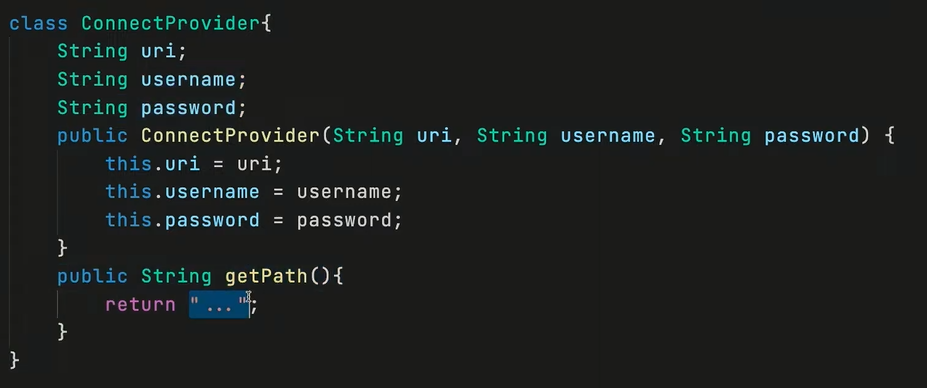 class ConnectProvider{
    String uri;
    String username;
    String password;
    public ConnectProvider(String uri, String username, String password) {
        this.uri = uri;
        this.username = username;
        this.password = password;
    }
    public String getPath(){
        return "...";
    }
}